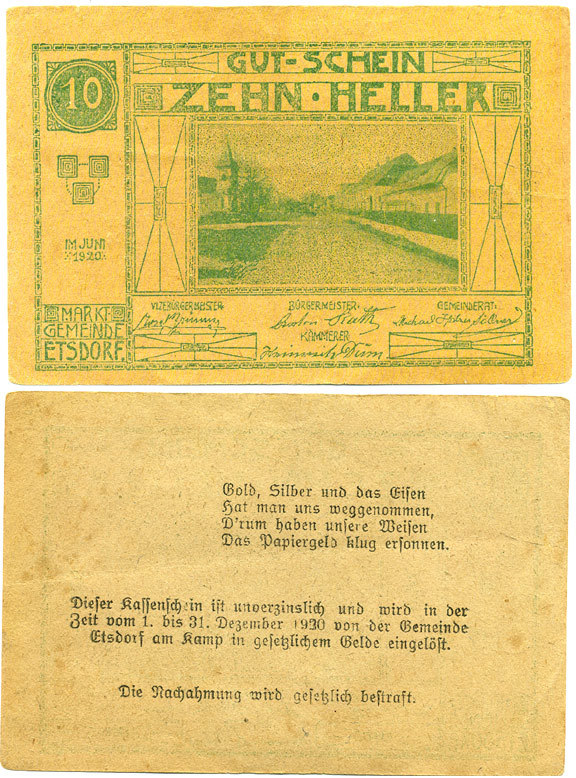 GUT-SCHEIN
10
ZEHN·HELLER
IM JUNI
1920
MARKT-
GEMEINDE
ETSDORF.
VIZEBÜRGERMEISTER:
BÜRGERMEISTER:
GEMEINDERAT:
KÄMMERER
Heinrich
Gold, Silber und das Eisen
Hat man uns weggenommen,
D'rum haben unsere Weisen
Das Papiergeld klug ersonnen.
Dieser Kassenschein ist unverzinslich und wird in der
Zeit vom 1. bis 31. Dezember 1920 von der Gemeinde
Etsdorf am Kamp in gesetzlichem Gelde eingelöst.
Die Nachahmung wird gesetzlich bestraft.